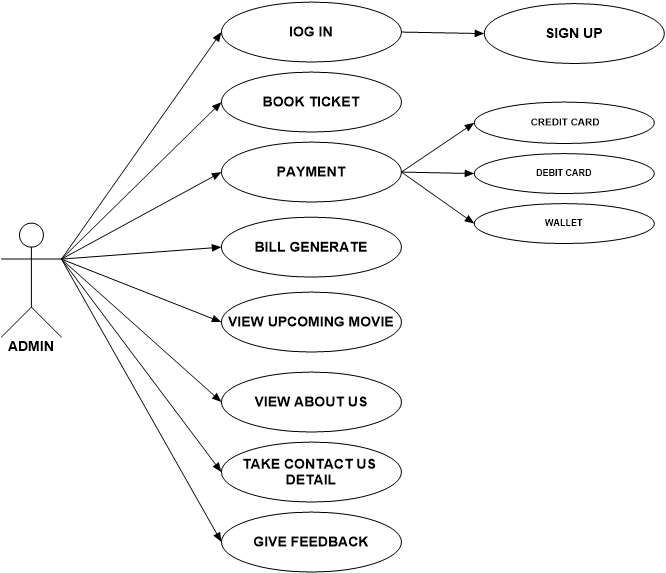 IOG IN
SIGN UP
BOOK TICKET
CREDIT CARD
PAYMENT
DEBIT CARD
WALLET
BILL GENERATE
VIEW UPCOMING MOVIE
ADMIN
VIEW ABOUT US
TAKE CONTACT US
DETAIL
GIVE FEEDBACK